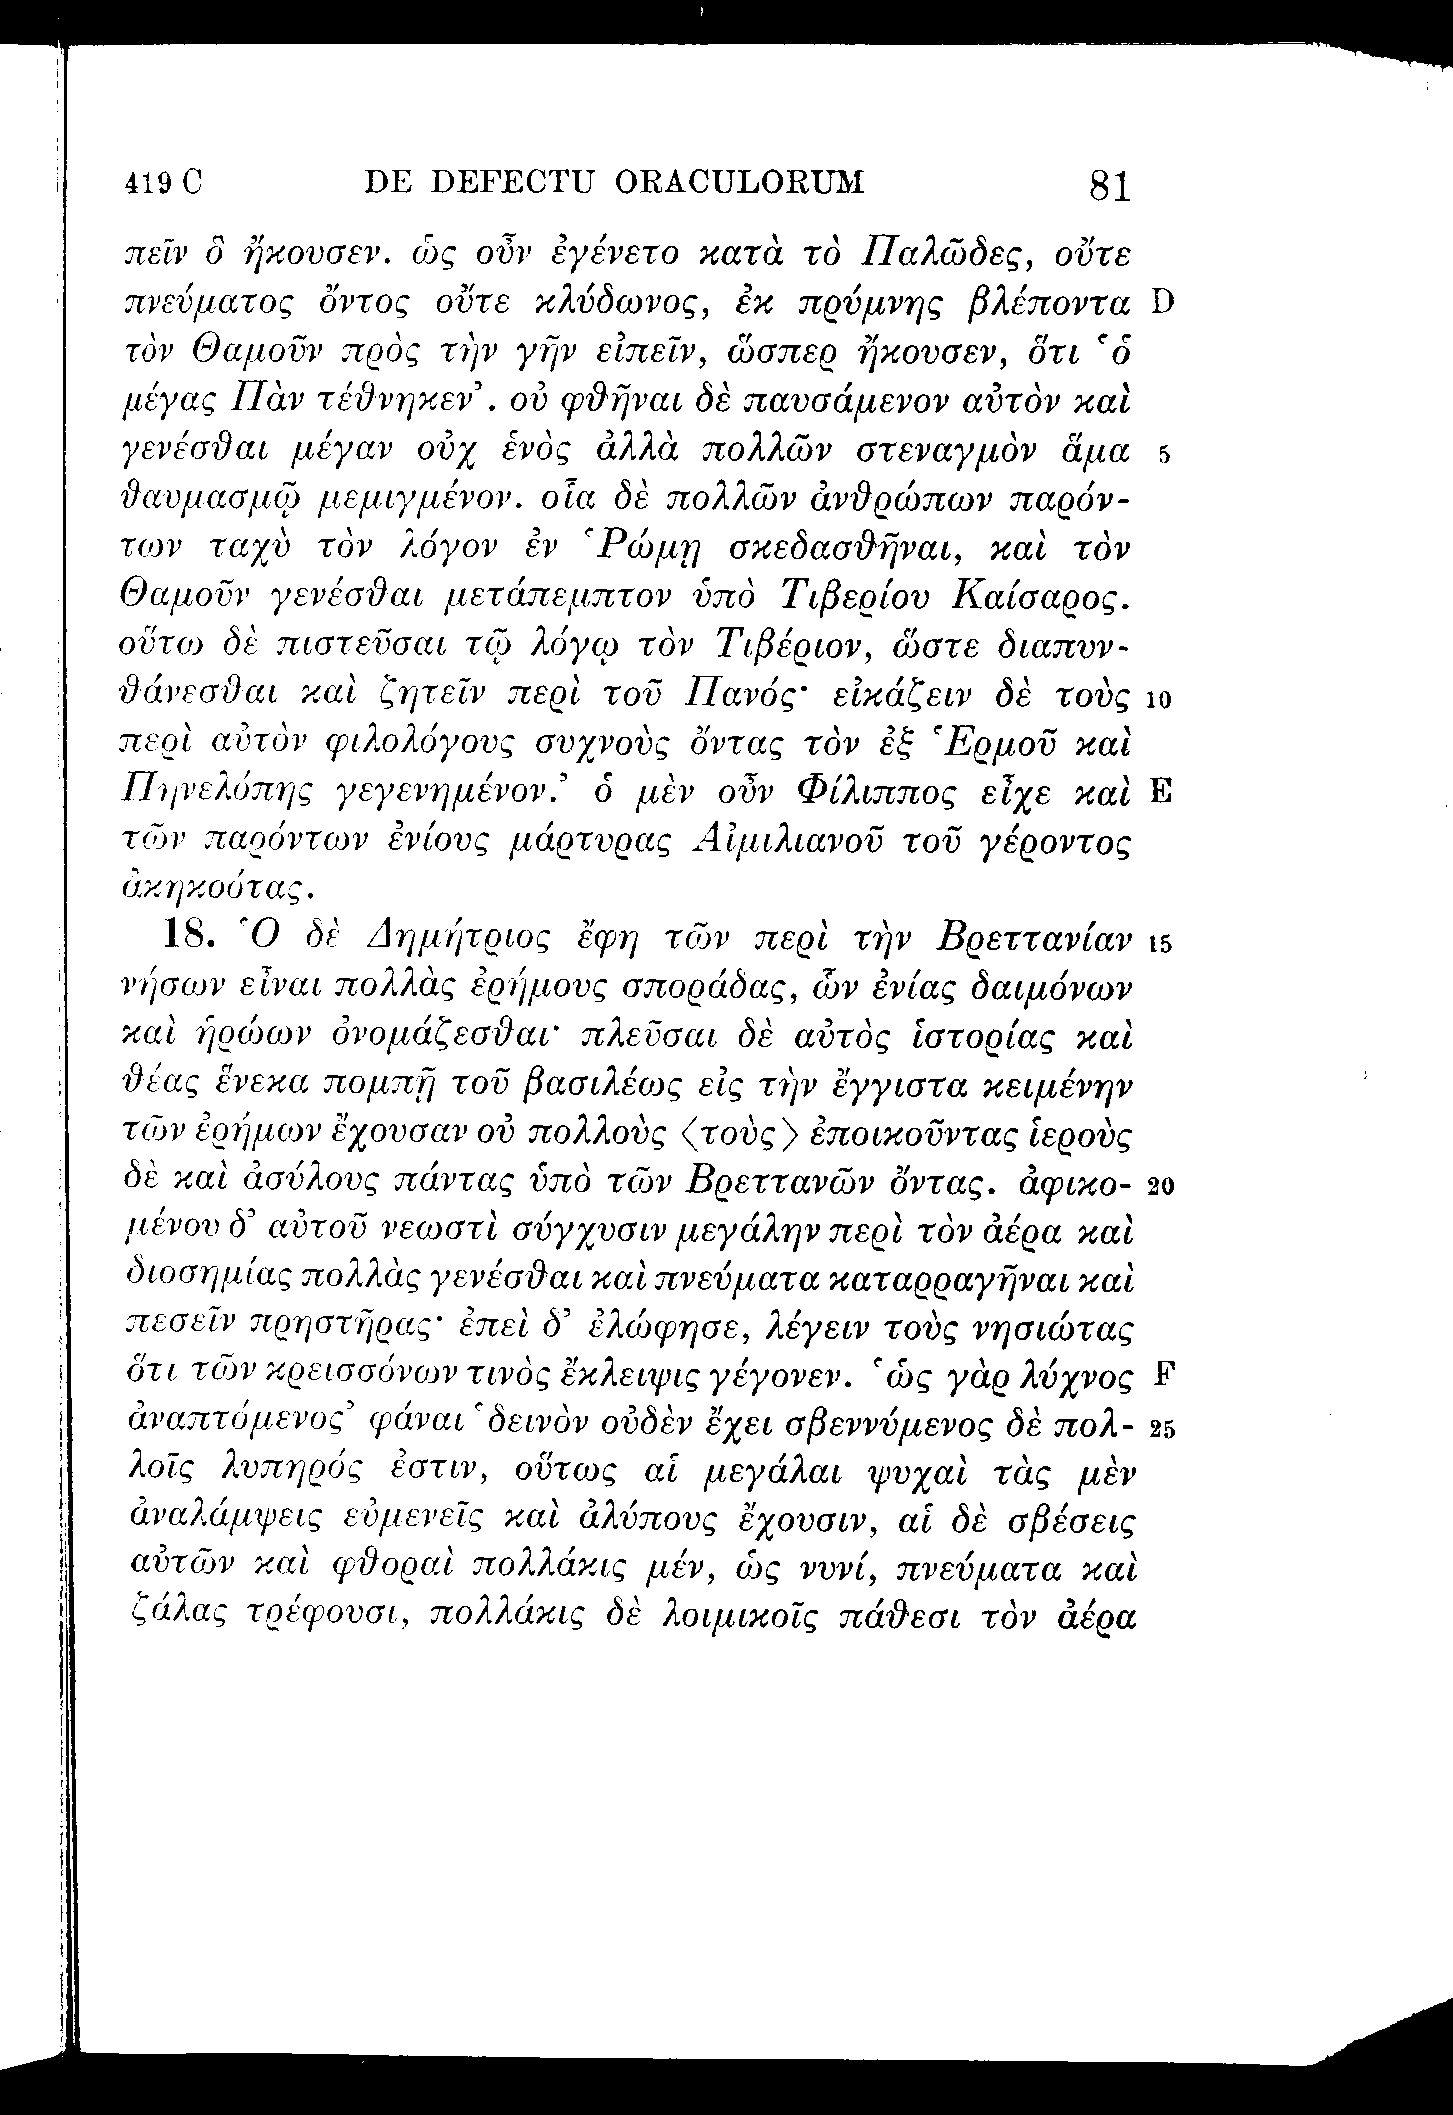 419 C DE DEFECTU ORACULORUM 81
πεῖν ὃ ἤκουσεν. ὡς οὖν ἐγένετο κατὰ τὸ Παλῶδες, οὔτε
πνεύματος ὄντος οὔτε κλύδωνος, ἐκ πρύμνης βλέποντα D
τὸν Θαμοῦν πρὸς τὴν γῆν εἰπεῖν, ὥσπερ ἤκουσεν, ὅτι ‘ὁ
μέγας Πὰν τέθνηκεν’. οὐ φθῆναι δὲ παυσάμενον αὐτὸν καὶ
γενέσθαι μέγαν οὐχ ἑνὸς ἀλλὰ πολλῶν στεναγμὸν ἅμα 5
θαυμασμῷ μεμιγμένον. οἷα δὲ πολλῶν ἀνθρώπων παρόν-
των ταχὺ τὸν λόγον ἐν Ῥώμῃ σκεδασθῆναι, καὶ τὸν
Θαμοῦν γενέσθαι μετάπεμπτον ὑπὸ Τιβερίου Καίσαρος.
οὕτω δὲ πιστεῦσαι τῷ λόγῳ τὸν Τιβέριον, ὥστε διαπυν-
θάνεσθαι καὶ ζητεῖν περὶ τοῦ Πανός· εἰκάζειν δὲ τοὺς 10
περὶ αὐτὸν φιλολόγους συχνοὺς ὄντας τὸν ἐξ Ἑρμοῦ καὶ
Πηνελόπης γεγενημένον.’ ὁ μὲν οὖν Φίλιππος εἶχε καὶ E
τῶν παρόντων ἐνίους μάρτυρας Αἰμιλιανοῦ τοῦ γέροντος
ἀκηκοότας.
18. Ὁ δὲ Δημήτριος ἔφη τῶν περὶ τὴν Βρεττανίαν 15
νήσων εἶναι πολλὰς ἐρήμους σποράδας, ὧν ἐνίας δαιμόνων
καὶ ἡρώων ὀνομάζεσθαι· πλεῦσαι δὲ αὐτὸς ἱστορίας καὶ
θέας ἕνεκα πομπῇ τοῦ βασιλέως εἰς τὴν ἔγγιστα κειμένην
τῶν ἐρήμων ἔχουσαν οὐ πολλοὺς ⟨τοὺς⟩ ἐποικοῦντας ἱεροὺς
δὲ καὶ ἀσύλους πάντας ὑπὸ τῶν Βρεττανῶν ὄντας. ἀφικο- 20
μένου δ’ αὐτοῦ νεωστὶ σύγχυσιν μεγάλην περὶ τὸν ἀέρα καὶ
διοσημίας πολλὰς γενέσθαι καὶ πνεύματα καταρραγῆναι καὶ
πεσεῖν πρηστῆρας· ἐπεὶ δ’ ἐλώφησε, λέγειν τοὺς νησιώτας
ὅτι τῶν κρεισσόνων τινὸς ἔκλειψις γέγονεν. ‘ὡς γὰρ λύχνος F
ἀναπτόμενος’ φάναι ‘δεινὸν οὐδὲν ἔχει σβεννύμενος δὲ πολ- 25
λοῖς λυπηρός ἐστιν, οὕτως αἱ μεγάλαι ψυχαὶ τὰς μὲν
ἀναλάμψεις εὐμενεῖς καὶ ἀλύπους ἔχουσιν, αἱ δὲ σβέσεις
αὐτῶν καὶ φθοραὶ πολλάκις μέν, ὡς νυνί, πνεύματα καὶ
ζάλας τρέφουσι, πολλάκις δὲ λοιμικοῖς πάθεσι τὸν ἀέρα